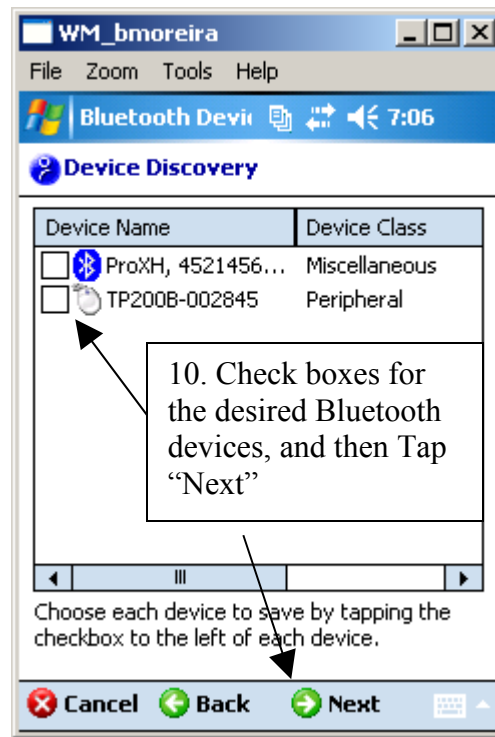 WM_bmoreira
File Zoom Tools Help
Bluetooth Devi 7:06
Device Discovery
Device Name Device Class
ProXH, 4521456... Miscellaneous
TP200B-002845 Peripheral
10. Check boxes for
the desired Bluetooth
devices, and then Tap
“Next”
Choose each device to save by tapping the
checkbox to the left of each device.
Cancel Back Next